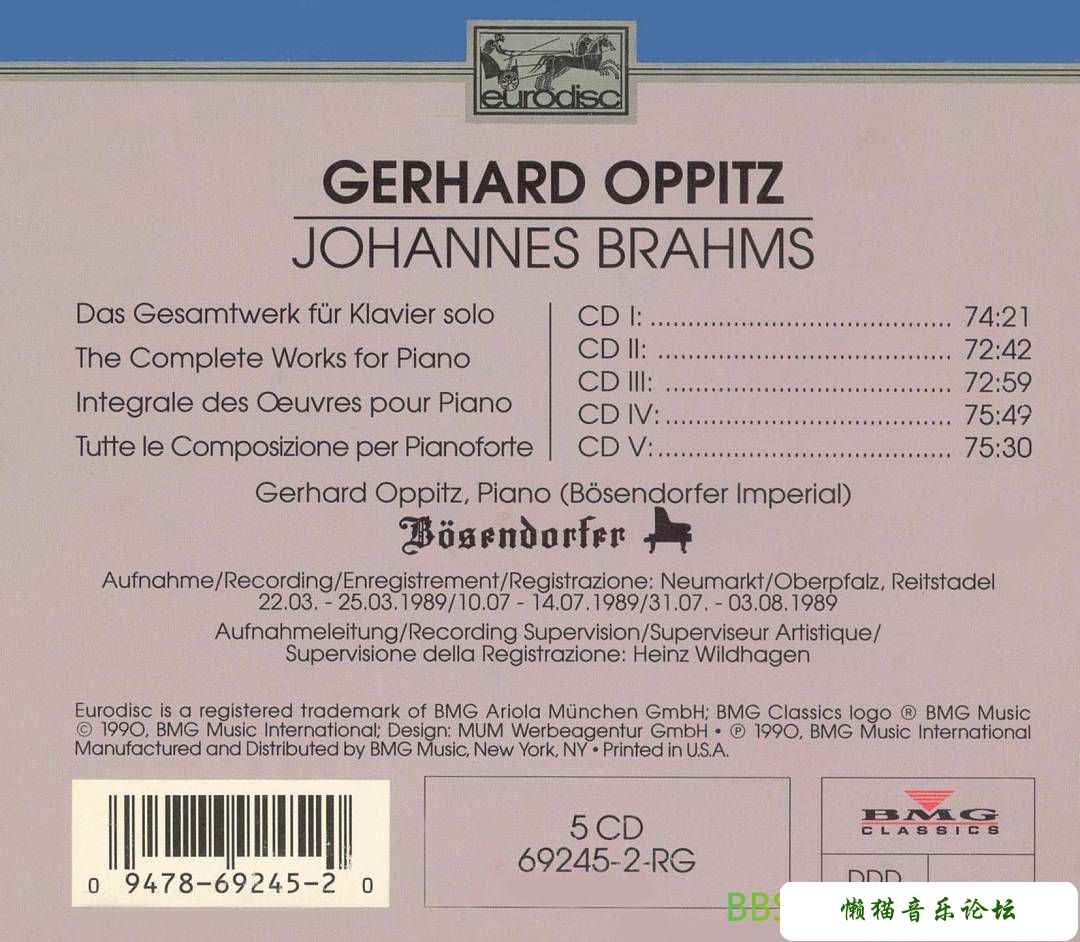 eurodisc
GERHARD OPPITZ
JOHANNES BRAHMS
Das Gesamtwerk für Klavier solo
The Complete Works for Piano
Integrale des Œuvres pour Piano
Tutte le Composizione per Pianoforte
CD I: ........................................ 74:21
CD II: ....................................... 72:42
CD III: ...................................... 72:59
CD IV: ...................................... 75:49
CD V: ....................................... 75:30
Gerhard Oppitz, Piano (Bösendorfer Imperial)
Bösendorfer
Aufnahme/Recording/Enregistrement/Registrazione: Neumarkt/Oberpfalz, Reitstadel
22.03. - 25.03.1989/10.07 - 14.07.1989/31.07. - 03.08.1989
Aufnahmeleitung/Recording Supervision/Superviseur Artistique/
Supervisione della Registrazione: Heinz Wildhagen
Eurodisc is a registered trademark of BMG Ariola München GmbH; BMG Classics logo ® BMG Music
© 1990, BMG Music International; Design: MUM Werbeagentur GmbH • ℗ 1990, BMG Music International
Manufactured and Distributed by BMG Music, New York, NY • Printed in U.S.A.
0 9478-69245-2 0
5 CD
69245-2-RG
BMG
CLASSICS
DDD
懒猫音乐论坛